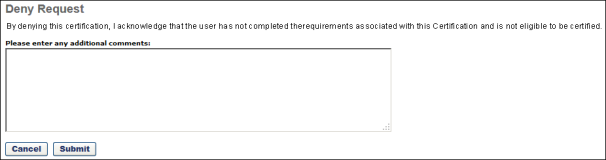 Deny Request
By denying this certification, I acknowledge that the user has not completed therequirements associated with this Certification and is not eligible to be certified.
Please enter any additional comments:
Cancel Submit